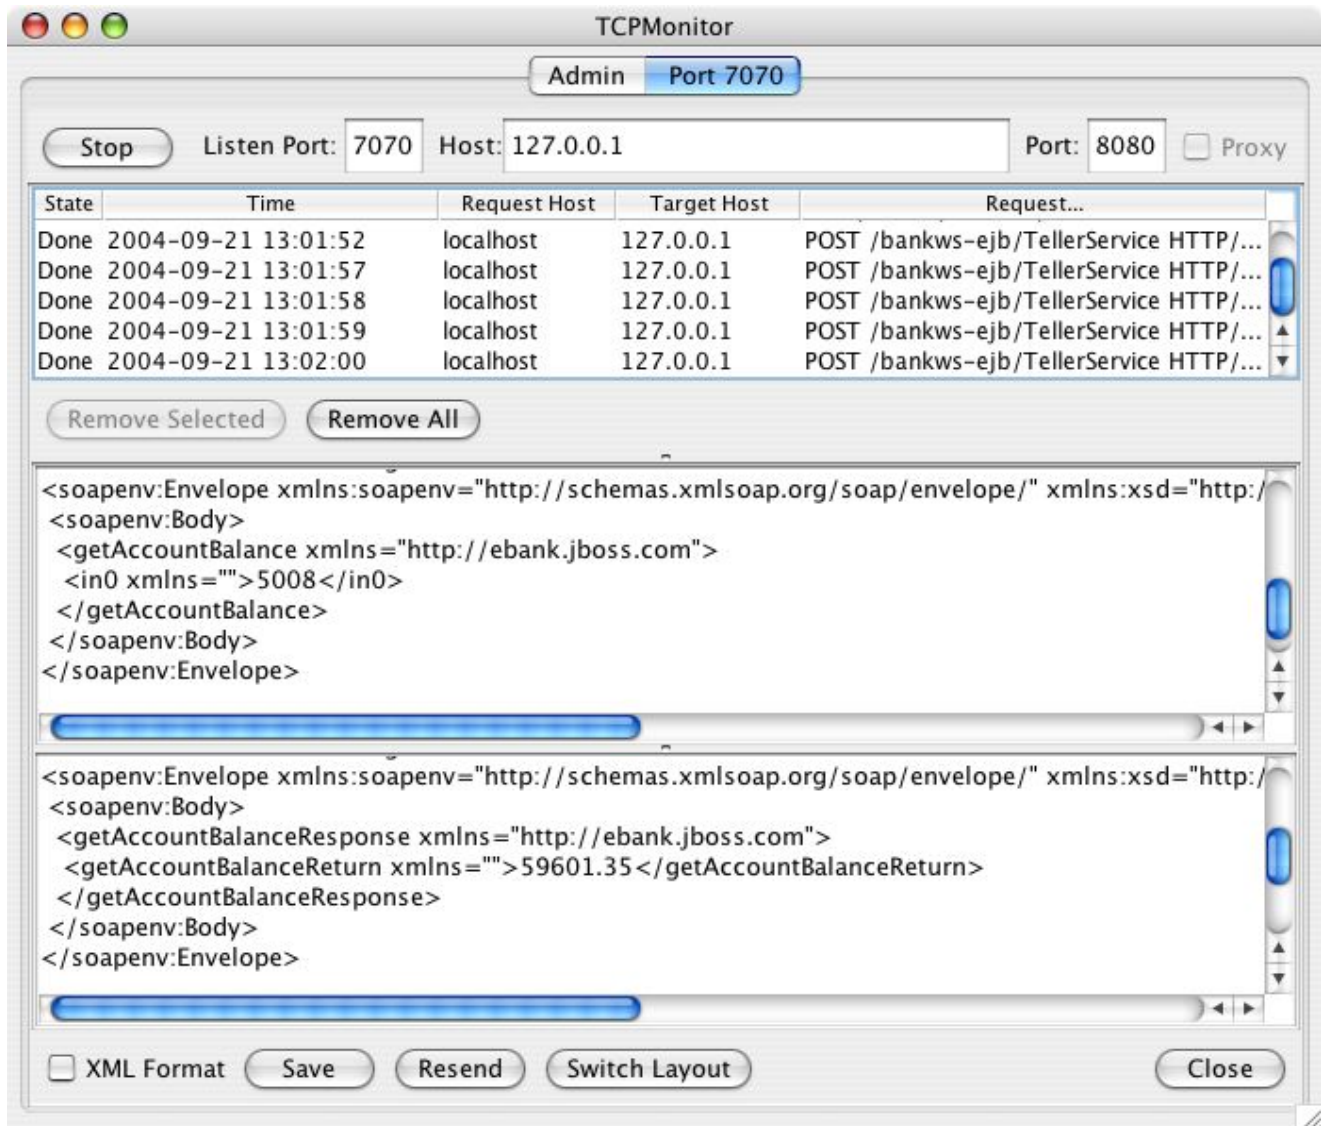 TCPMonitor
Admin Port 7070
Stop Listen Port: 7070 Host: 127.0.0.1 Port: 8080 Proxy
State Time Request Host Target Host Request...
Done 2004-09-21 13:01:52 localhost 127.0.0.1 POST /bankws-ejb/TellerService HTTP/...
Done 2004-09-21 13:01:57 localhost 127.0.0.1 POST /bankws-ejb/TellerService HTTP/...
Done 2004-09-21 13:01:58 localhost 127.0.0.1 POST /bankws-ejb/TellerService HTTP/...
Done 2004-09-21 13:01:59 localhost 127.0.0.1 POST /bankws-ejb/TellerService HTTP/...
Done 2004-09-21 13:02:00 localhost 127.0.0.1 POST /bankws-ejb/TellerService HTTP/...
Remove Selected Remove All
<soapenv:Envelope xmlns:soapenv="http://schemas.xmlsoap.org/soap/envelope/" xmlns:xsd="http:/
<soapenv:Body>
<getAccountBalance xmlns="http://ebank.jboss.com">
<in0 xmlns="">5008</in0>
</getAccountBalance>
</soapenv:Body>
</soapenv:Envelope>
<soapenv:Envelope xmlns:soapenv="http://schemas.xmlsoap.org/soap/envelope/" xmlns:xsd="http:/
<soapenv:Body>
<getAccountBalanceResponse xmlns="http://ebank.jboss.com">
<getAccountBalanceReturn xmlns="">59601.35</getAccountBalanceReturn>
</getAccountBalanceResponse>
</soapenv:Body>
</soapenv:Envelope>
XML Format Save Resend Switch Layout Close